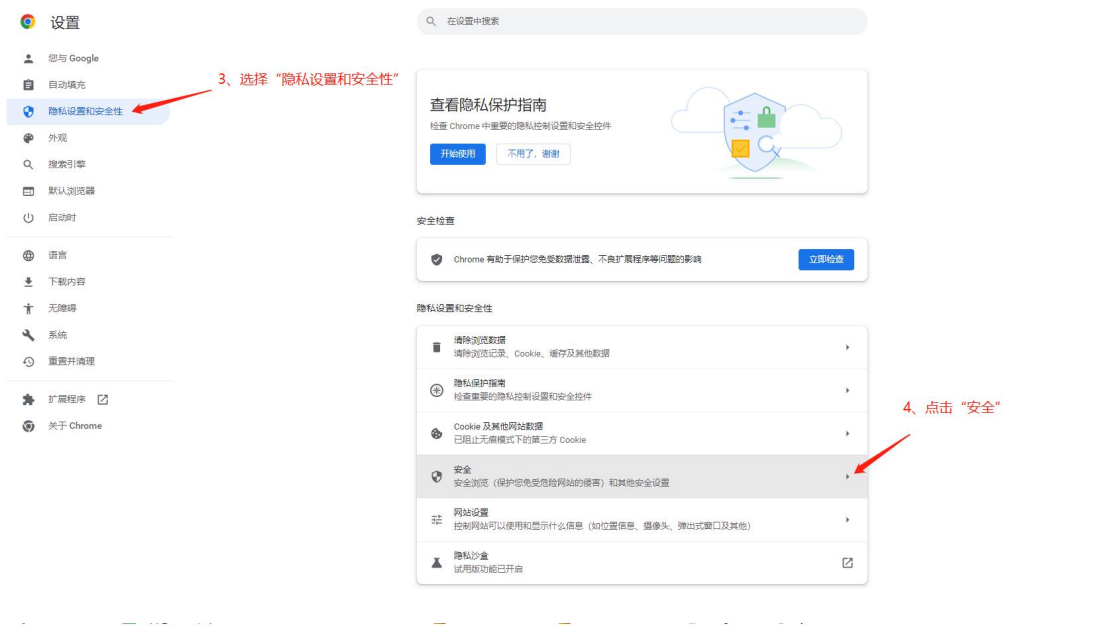 设置
在设置中搜索
您与 Google
自动填充
隐私设置和安全性
外观
搜索引擎
默认浏览器
启动时
语言
下载内容
无障碍
系统
重置并清理
扩展程序
关于 Chrome
3、选择“隐私设置和安全性”
查看隐私保护指南
检查 Chrome 中重要的隐私控制设置和安全控件
开始使用
不用了，谢谢
安全检查
Chrome 有助于保护您免受数据泄露、不良扩展程序等问题的影响
立即检查
隐私设置和安全性
清除浏览数据
清除浏览记录、Cookie、缓存及其他数据
隐私保护指南
检查重要的隐私控制设置和安全控件
Cookie 及其他网站数据
已阻止无痕模式下的第三方 Cookie
4、点击“安全”
安全
安全浏览（保护您免受危险网站的侵害）和其他安全设置
网站设置
控制网站可以使用和显示什么信息（如位置信息、摄像头、弹出式窗口及其他）
隐私沙盒
试用版功能已开启